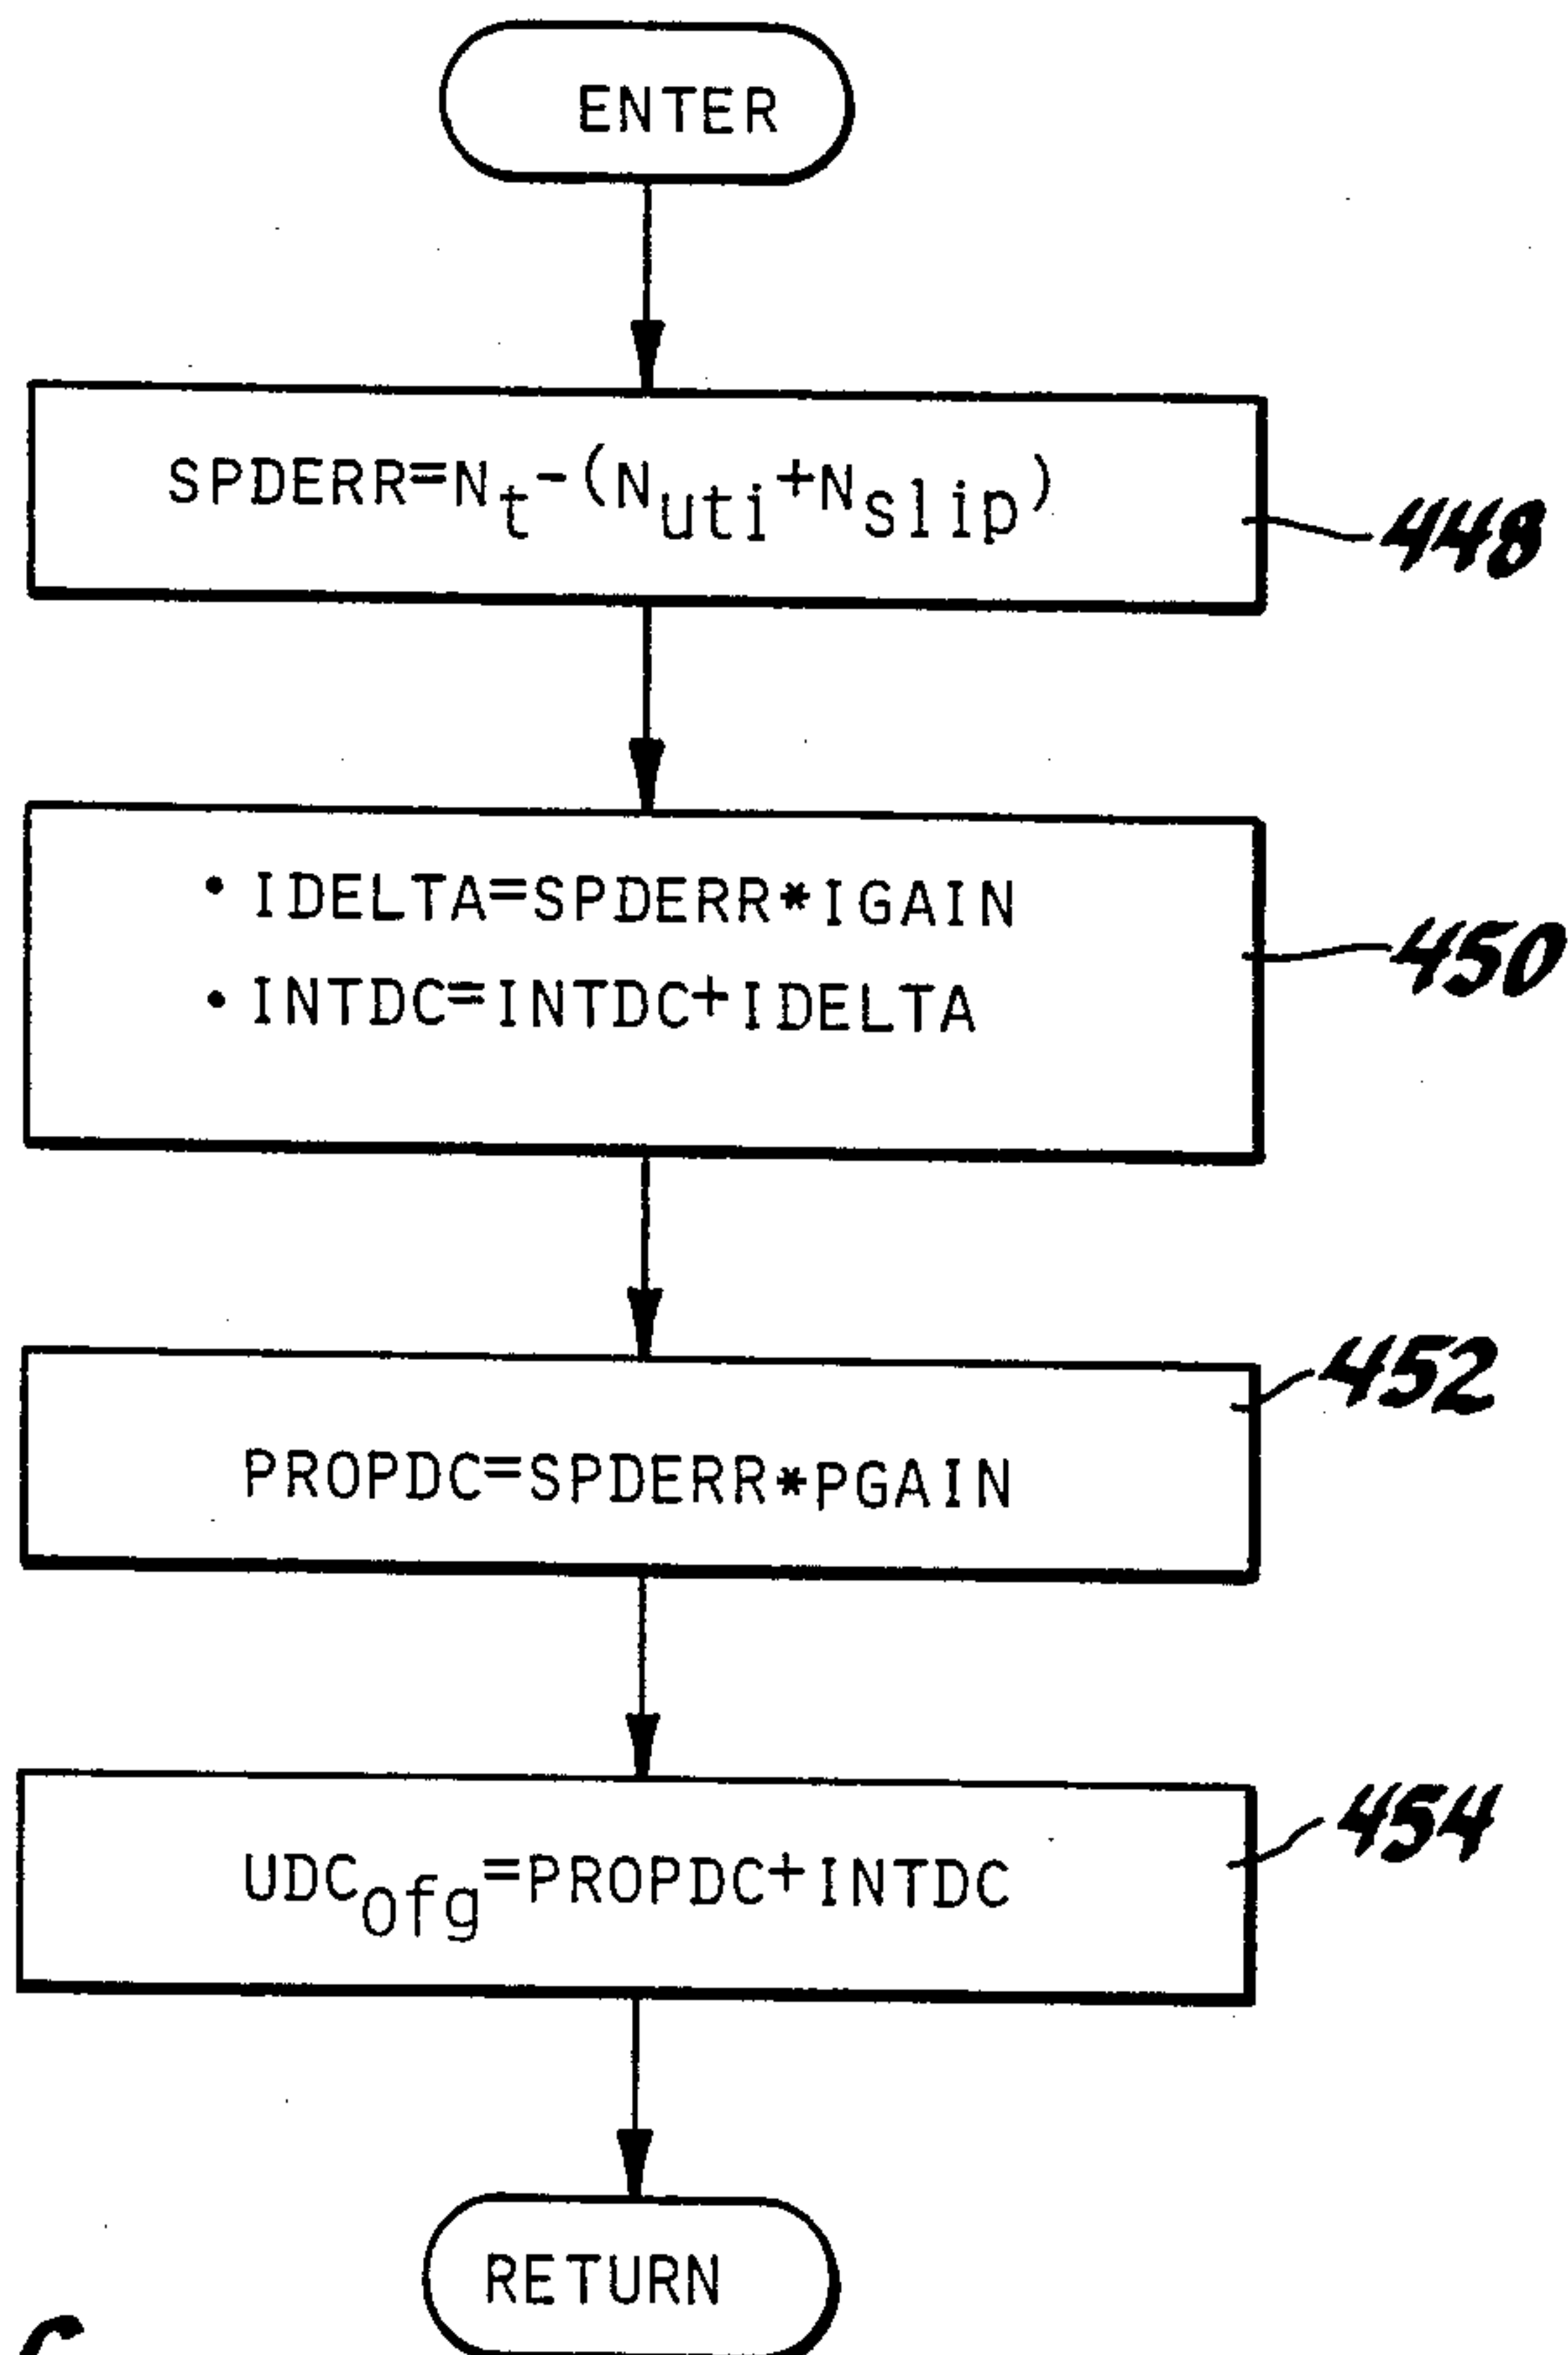 ENTER
SPDERR=Nt-(Nuti+Nslip)
448
• IDELTA=SPDERR*IGAIN
• INTDC=INTDC+IDELTA
450
452
PROPDC=SPDERR*PGAIN
454
UDCofg=PROPDC+INTDC
RETURN